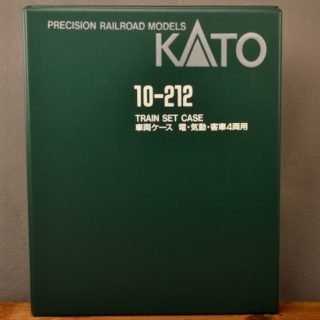 PRECISION RAILROAD MODELS
KATO
10-212
TRAIN SET CASE
車両ケース 電・気動・客車4両用